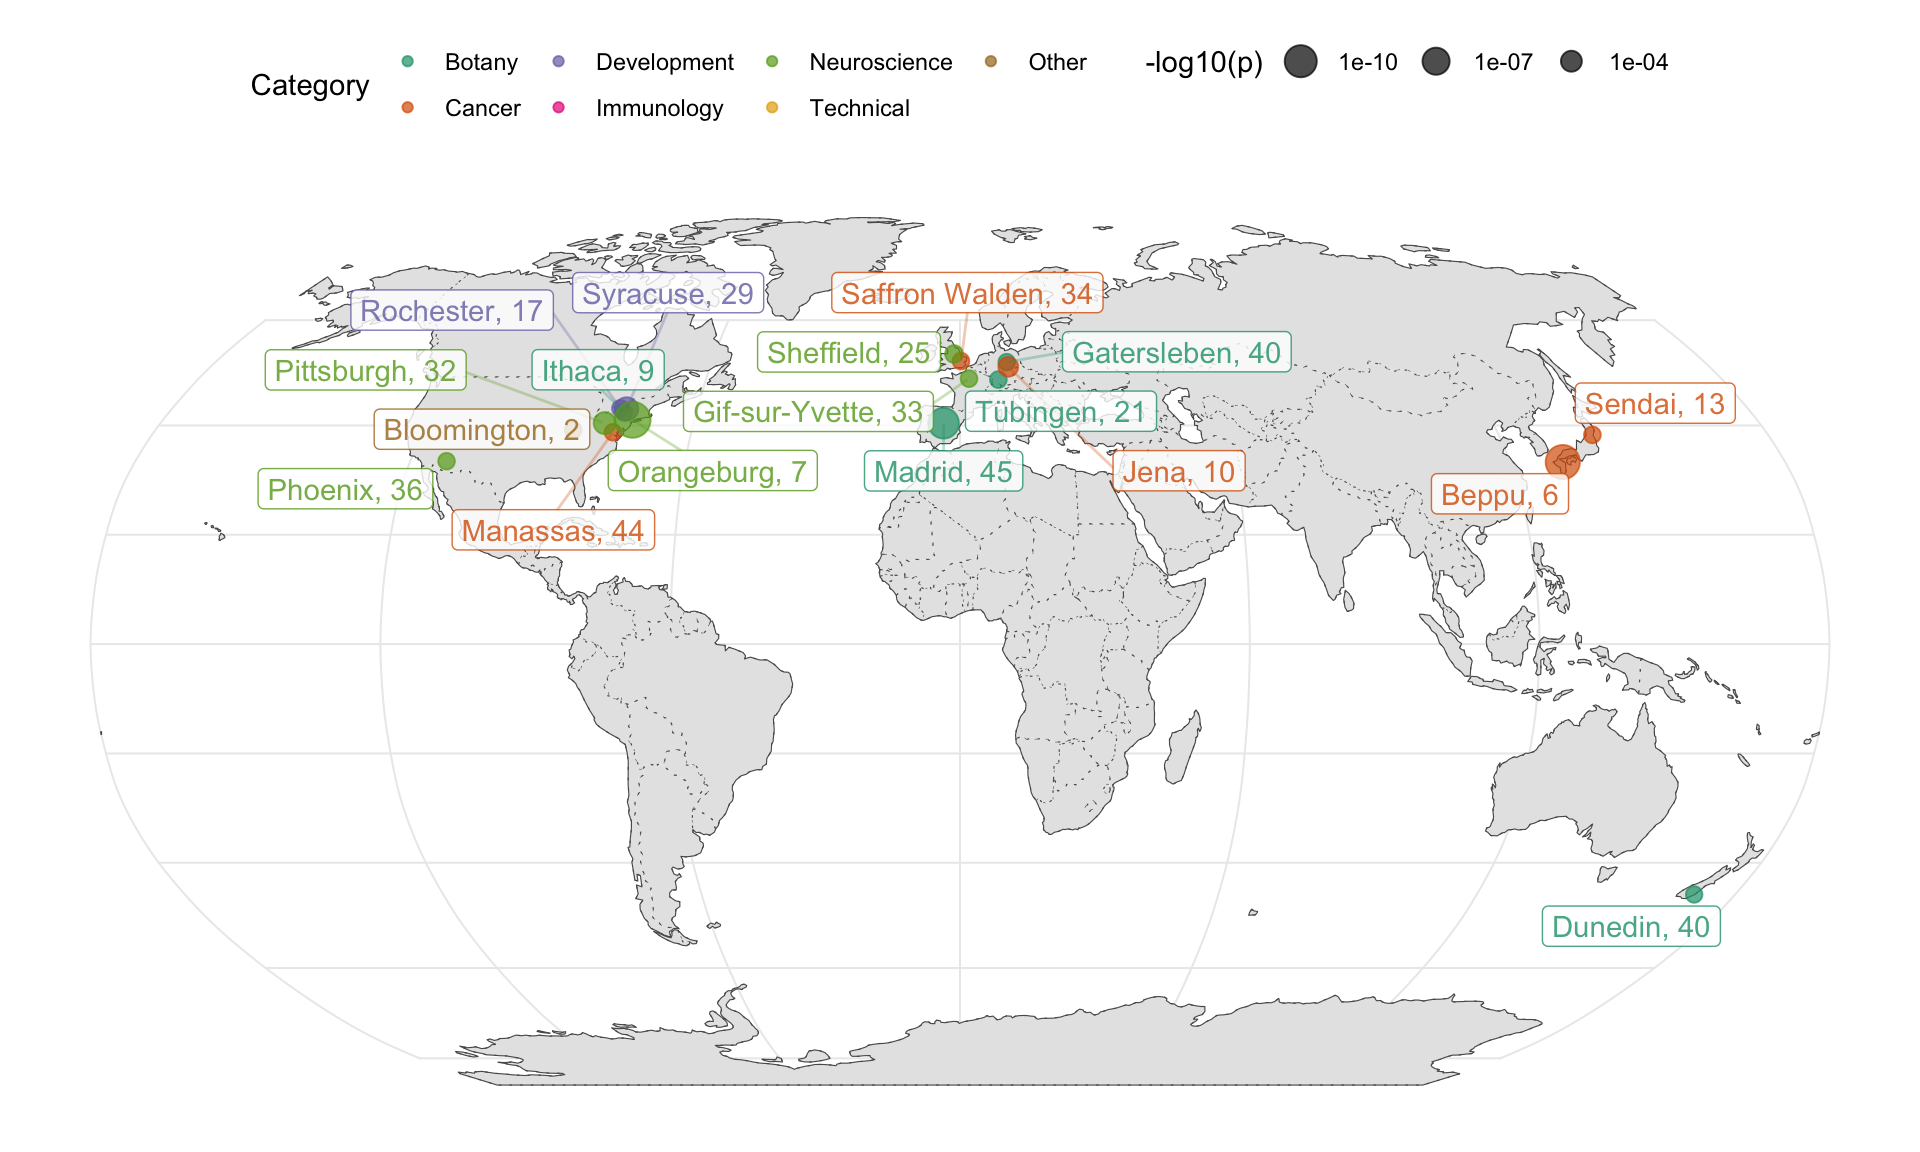 Category
Botany
Development
Neuroscience
Other
Cancer
Immunology
Technical
-log10(p)
1e-10
1e-07
1e-04
Syracuse, 29
Saffron Walden, 34
Rochester, 17
Sheffield, 25
Gatersleben, 40
Pittsburgh, 32
Ithaca, 9
Sendai, 13
Gif-sur-Yvette, 33
Tübingen, 21
Bloomington, 2
Orangeburg, 7
Madrid, 45
Jena, 10
Phoenix, 36
Beppu, 6
Manassas, 44
Dunedin, 40